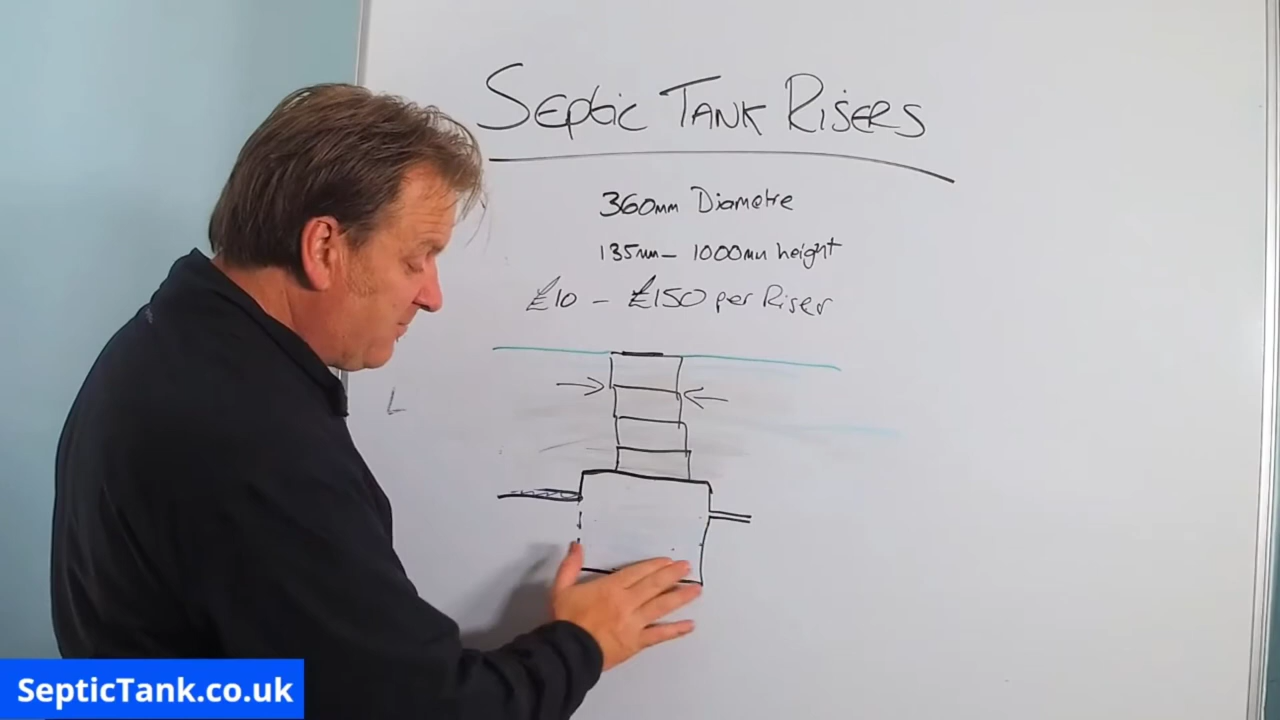 Septic Tank Risers
360mm Diametre
135mm - 1000mm height
£10 - £150 per Riser
L
SepticTank.co.uk